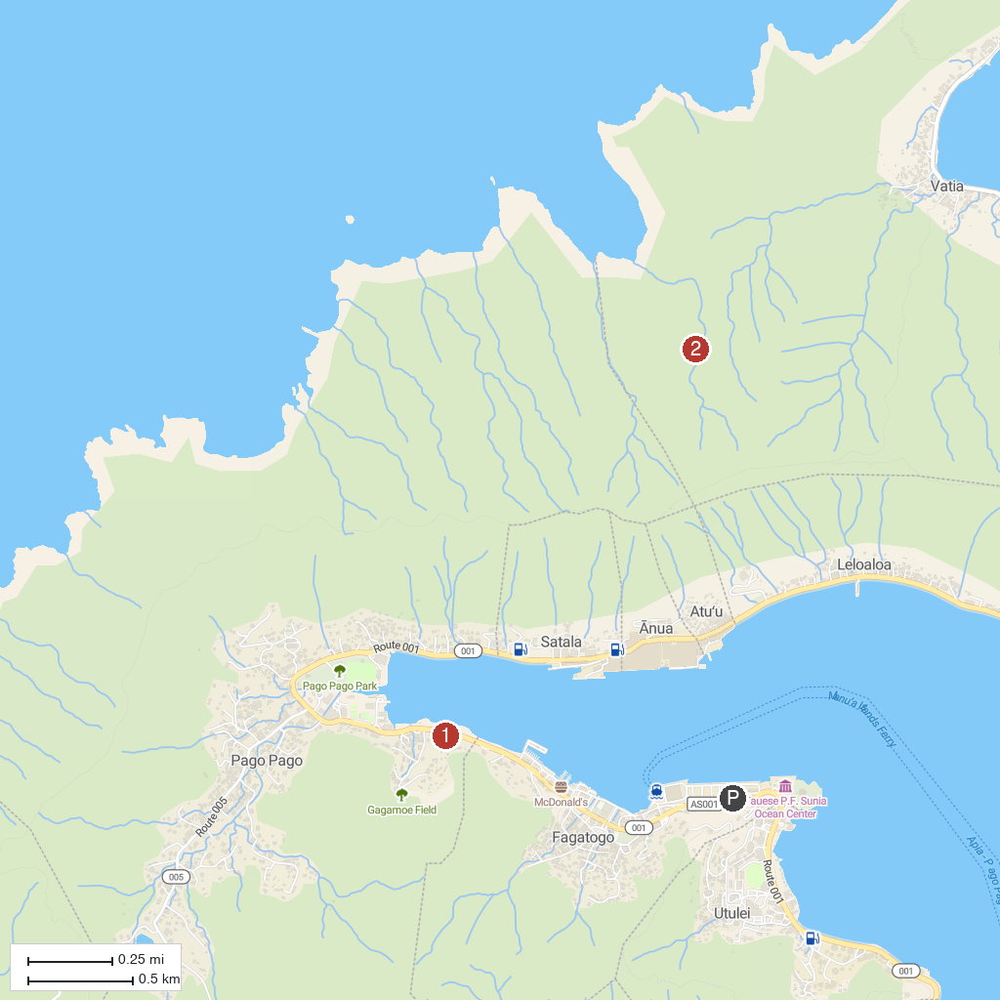 Vatia
2
Leloaloa
Atuʻu
Ānua
Satala
Route 001
001
Pago Pago Park
Manu'a Islands Ferry
1
Pago Pago
McDonald's
P
AS001
auese P.F. Sunia
Ocean Center
Gagamoe Field
Route 005
001
Fagatogo
005
Route 001
Utulei
Apia - Pago Pag
001
0.25 mi
0.5 km